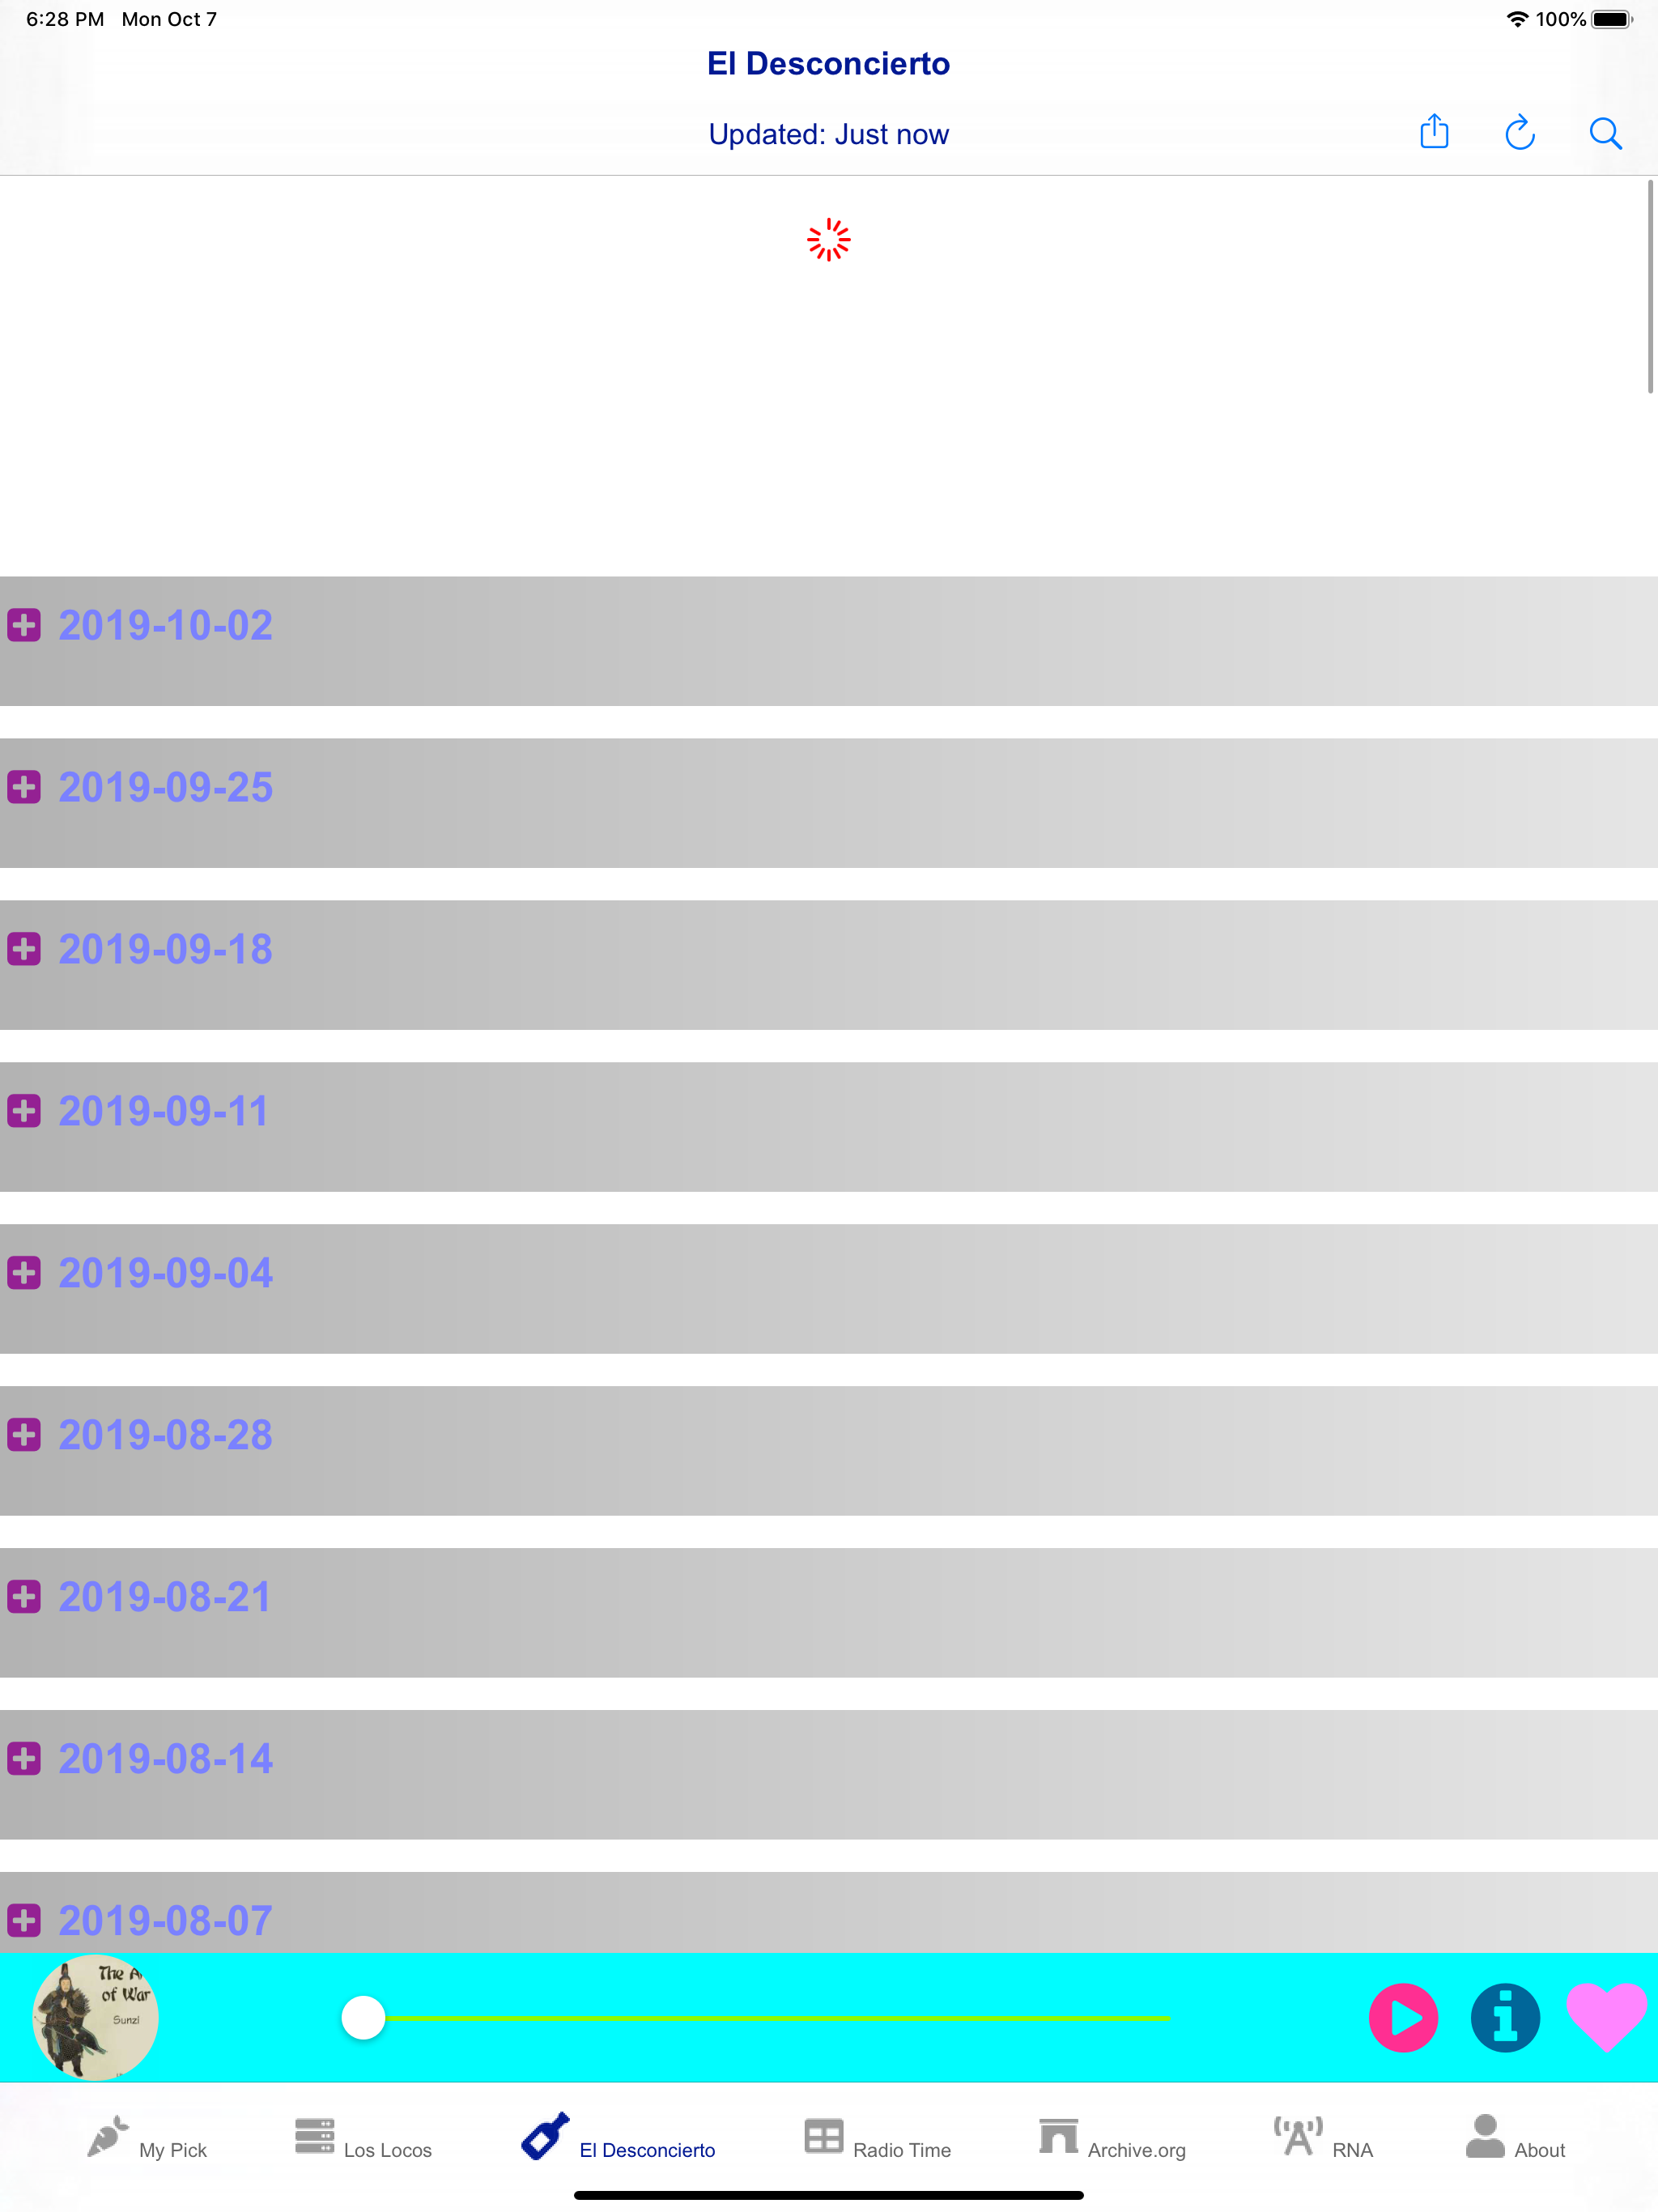 6:28 PM Mon Oct 7
100%
El Desconcierto
Updated: Just now
2019-10-02
2019-09-25
2019-09-18
2019-09-11
2019-09-04
2019-08-28
2019-08-21
2019-08-14
2019-08-07
The A
of War
Sunzi
My Pick
Los Locos
El Desconcierto
Radio Time
Archive.org
RNA
About